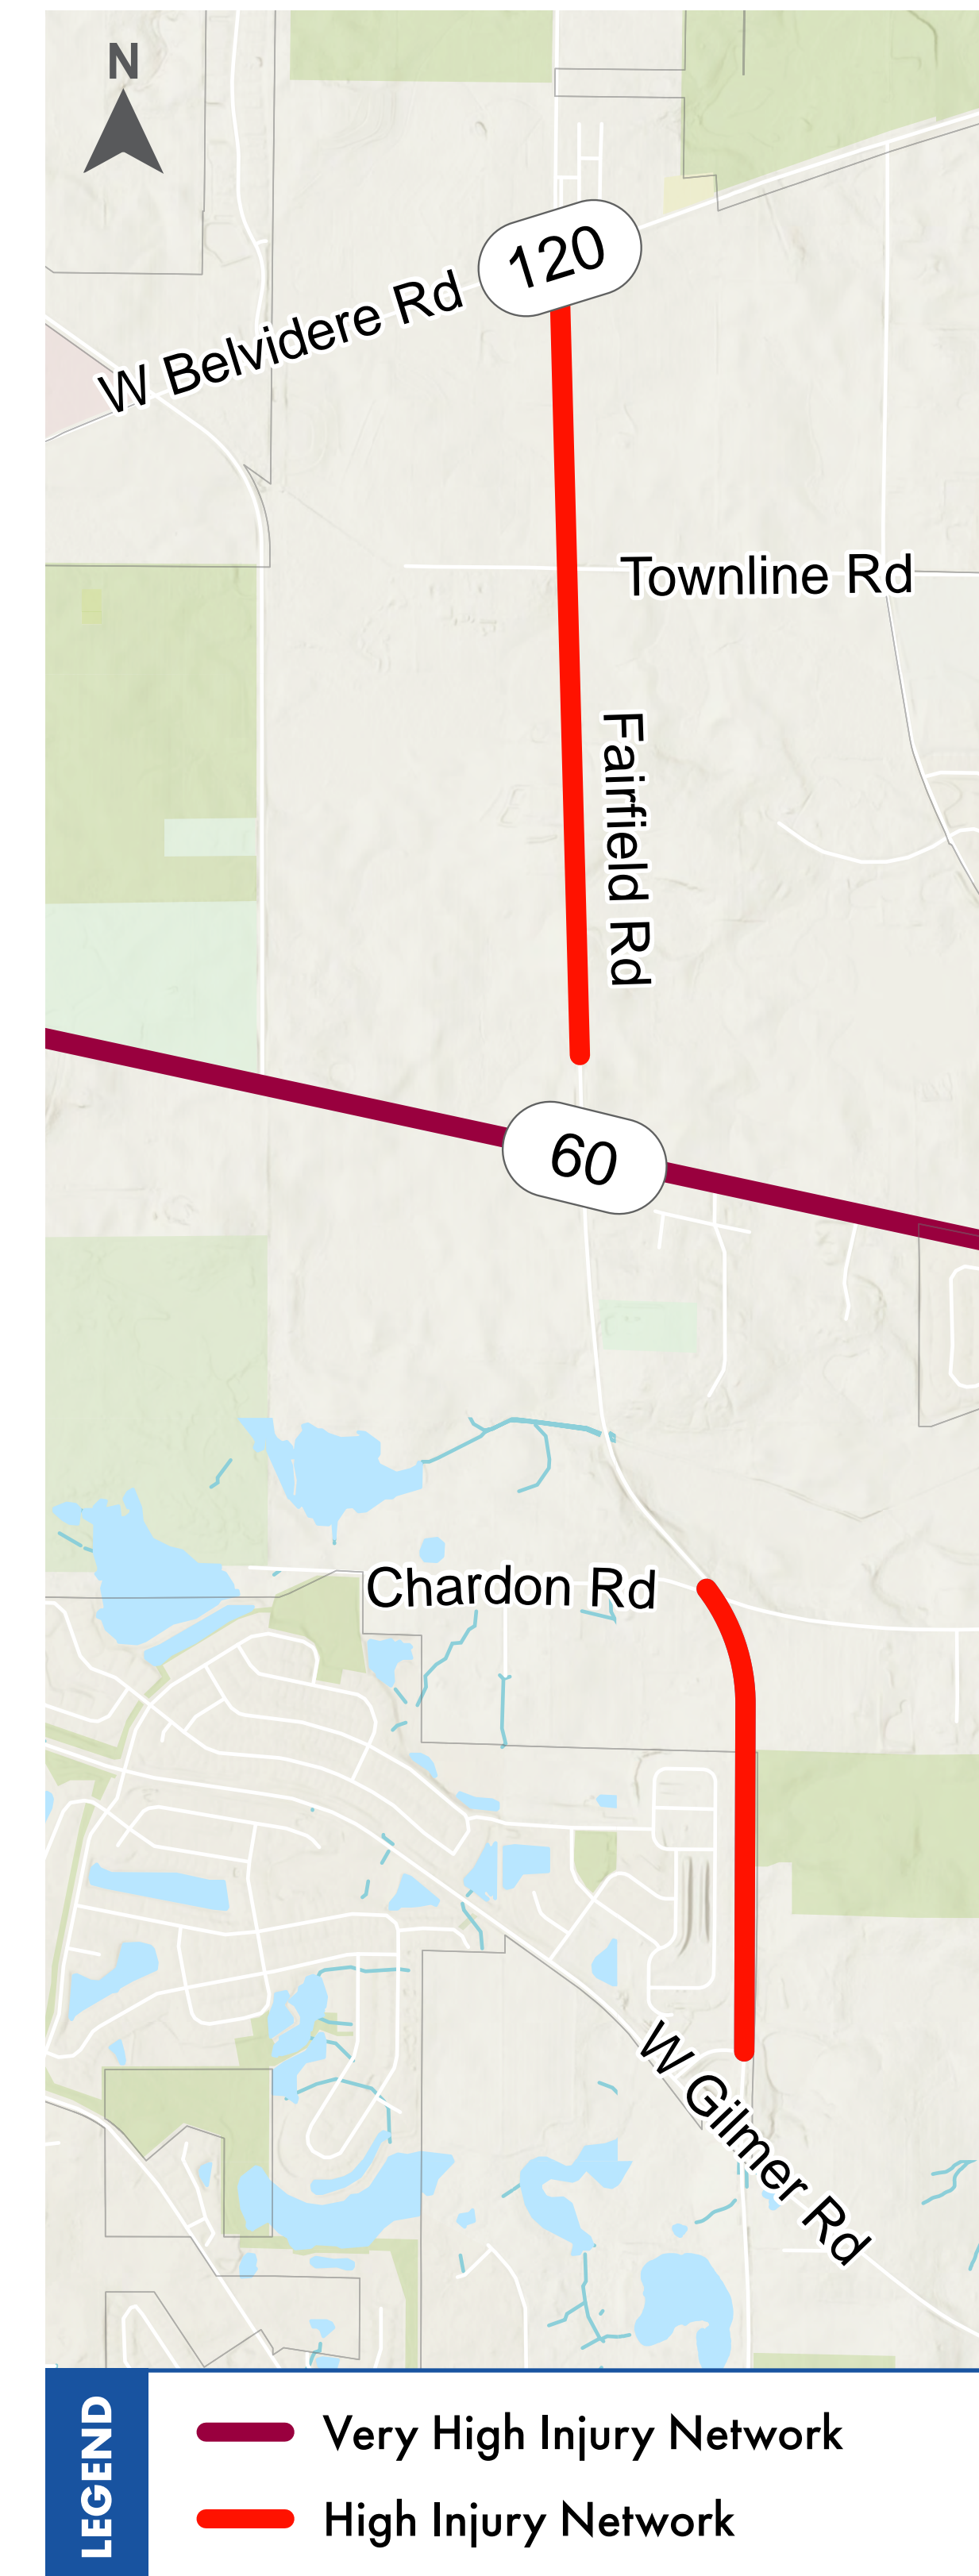 N
120
W Belvidere Rd
Townline Rd
Fairfield Rd
60
Chardon Rd
W Gilmer Rd
LEGEND
Very High Injury Network
High Injury Network